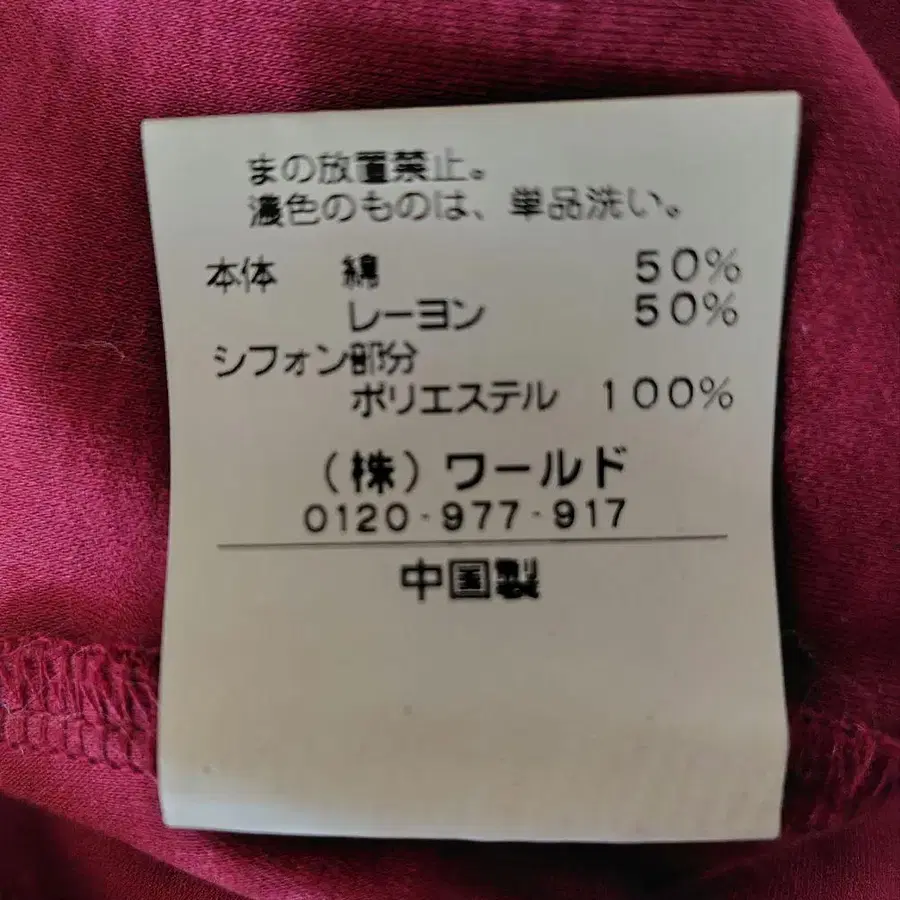 まの放置禁止。
濃色のものは、単品洗い。
本体 綿 50%
レーヨン 50%
シフォン部分
ポリエステル 100%
（株）ワールド
0120-977-917
中国製